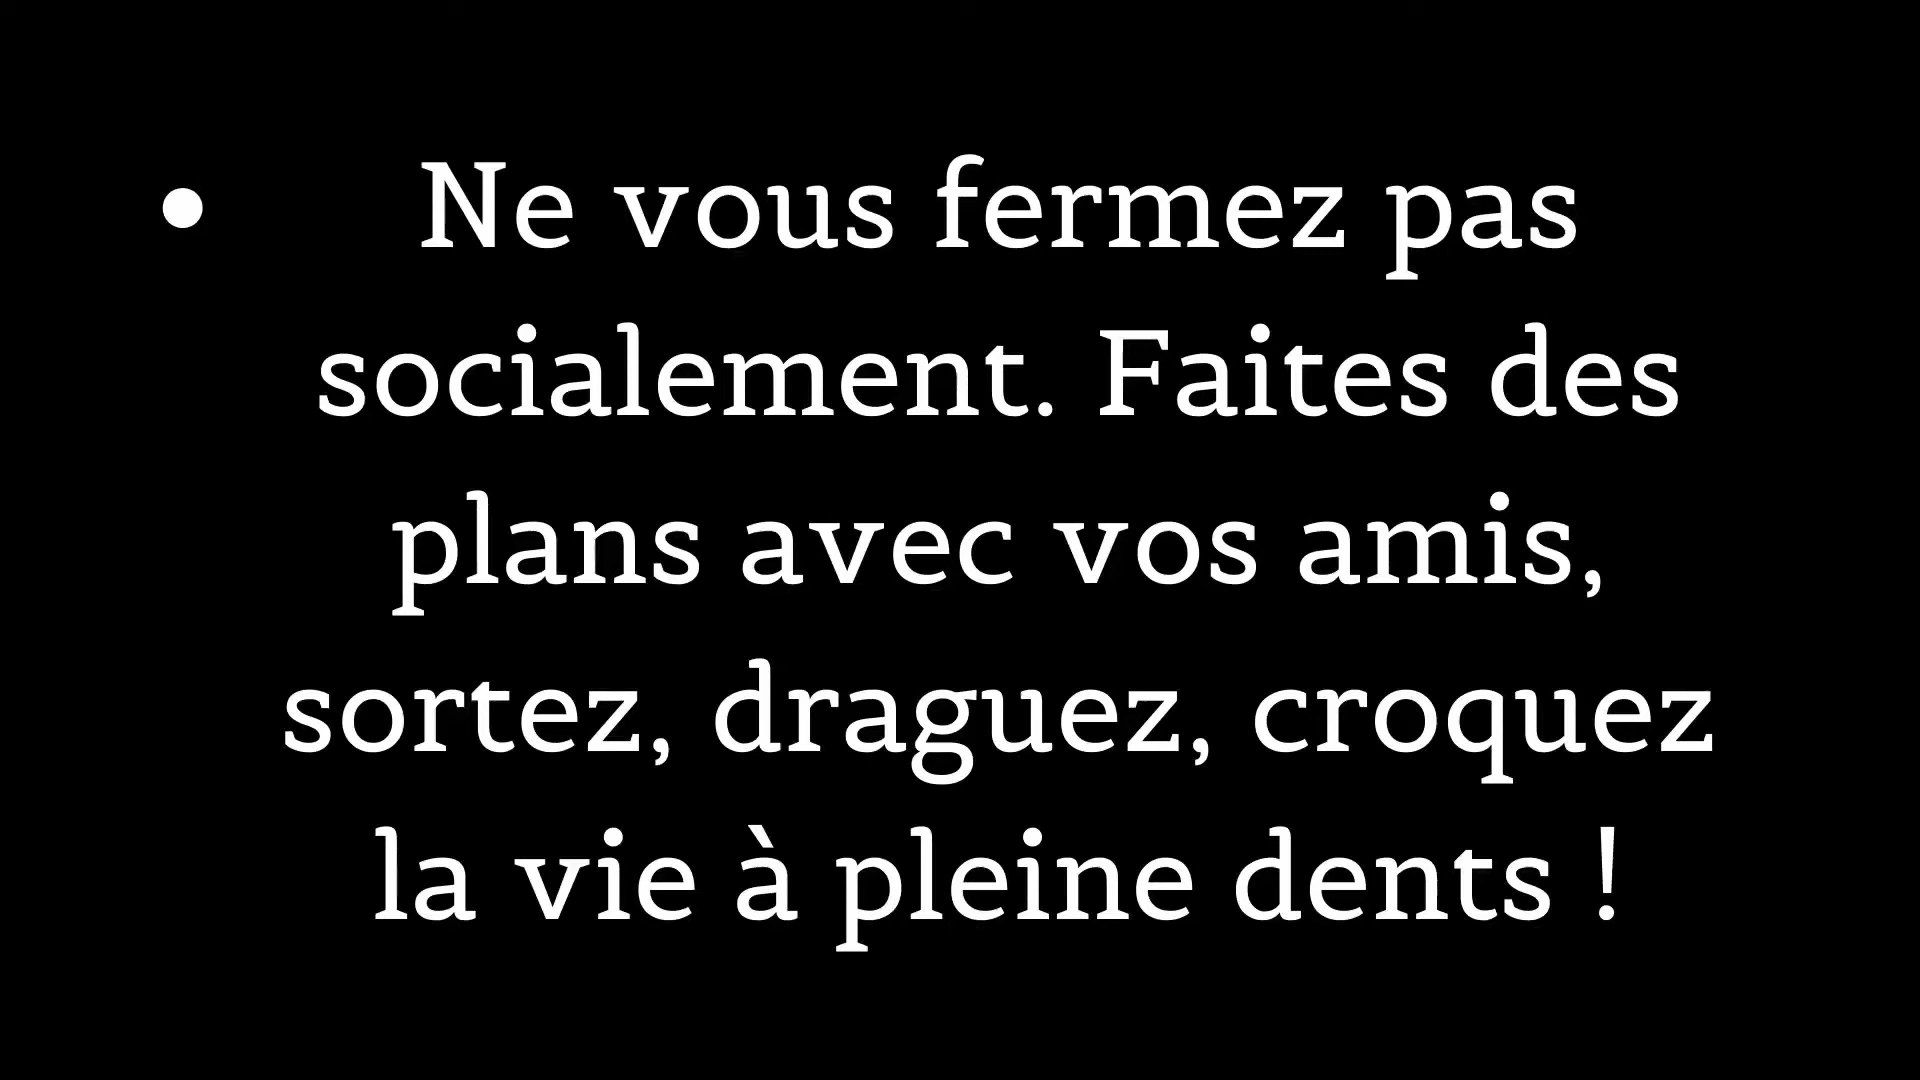 • Ne vous fermez pas
socialement. Faites des
plans avec vos amis,
sortez, draguez, croquez
la vie à pleine dents !